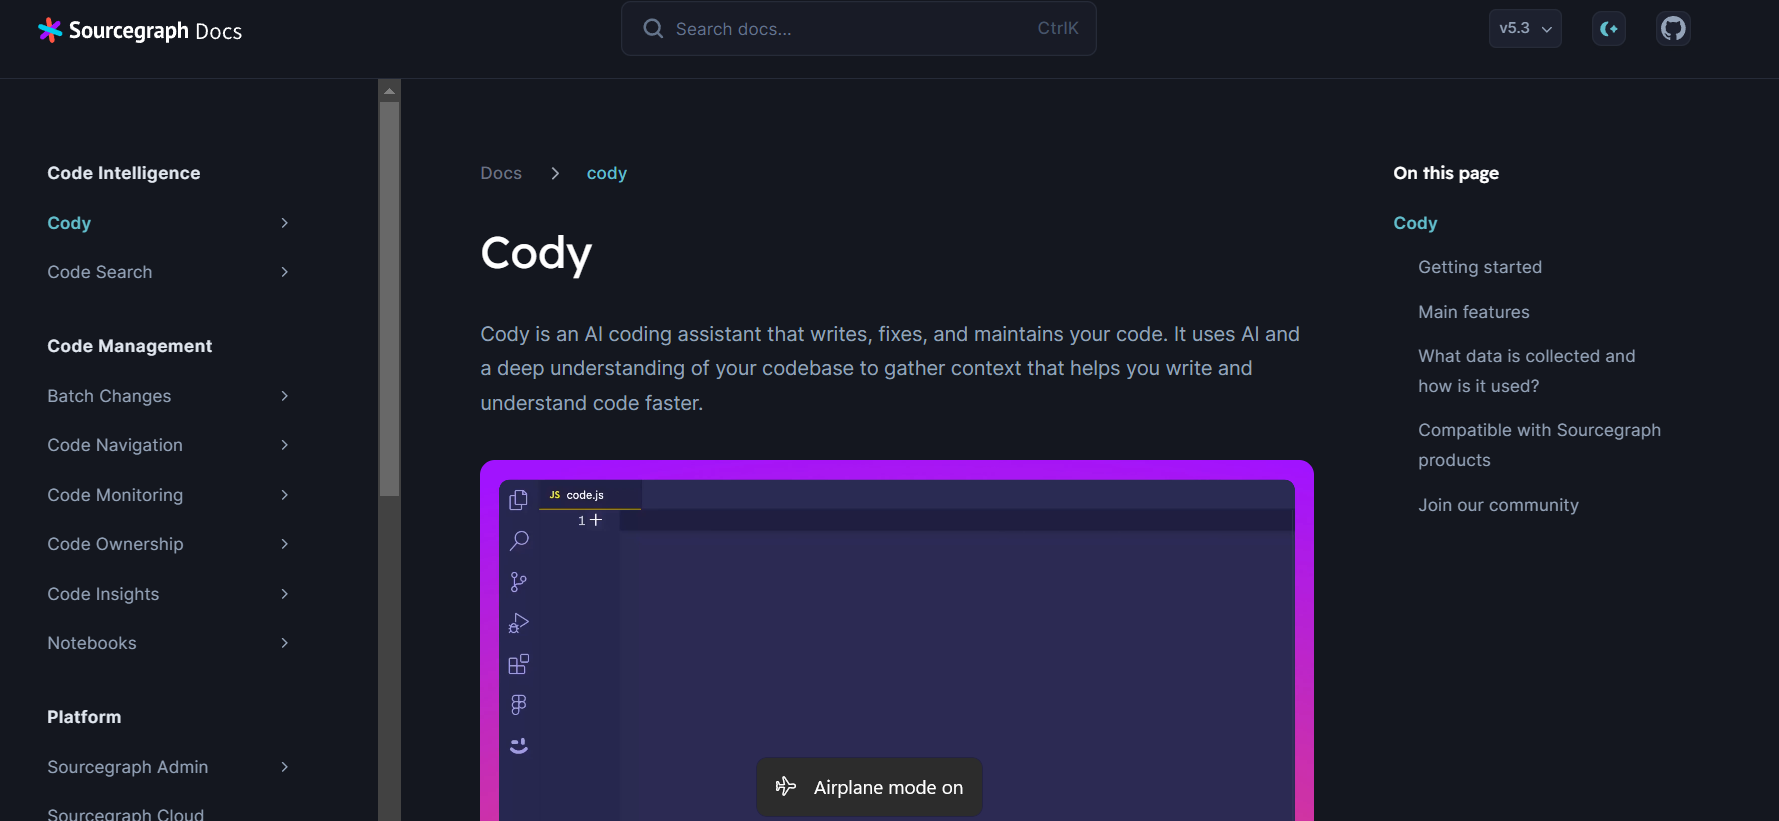 Sourcegraph Docs
Search docs...
CtrlK
v5.3
Code Intelligence
Cody
Code Search
Code Management
Batch Changes
Code Navigation
Code Monitoring
Code Ownership
Code Insights
Notebooks
Platform
Sourcegraph Admin
Sourcegraph Cloud
Docs
cody
Cody
Cody is an AI coding assistant that writes, fixes, and maintains your code. It uses AI and
a deep understanding of your codebase to gather context that helps you write and
understand code faster.
JS code.js
1
Airplane mode on
On this page
Cody
Getting started
Main features
What data is collected and
how is it used?
Compatible with Sourcegraph
products
Join our community